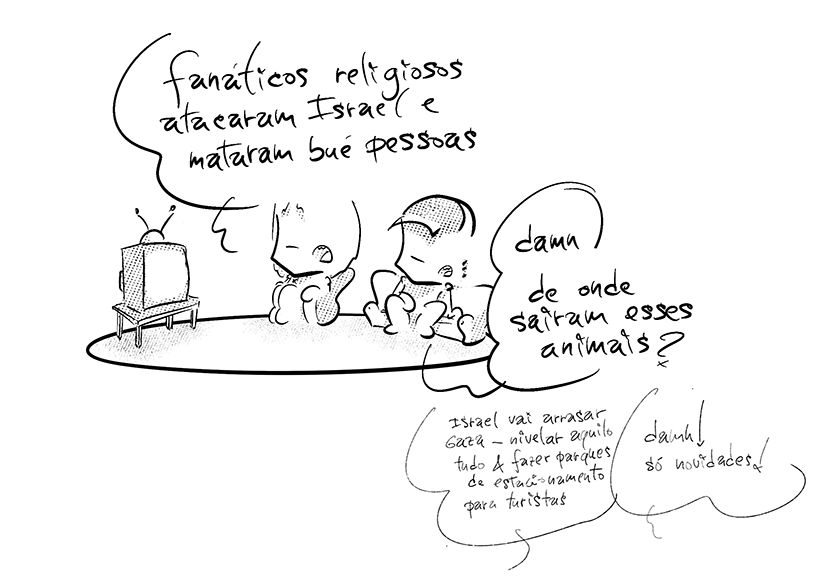 fanáticos religiosos
atacaram Israel e
mataram bué pessoas
damn
de onde
sairam esses
animais?
Israel vai arrasar
Gaza – nivelar aquilo
tudo & fazer parques
de estacionamento
para turistas
damn!
só novidades!